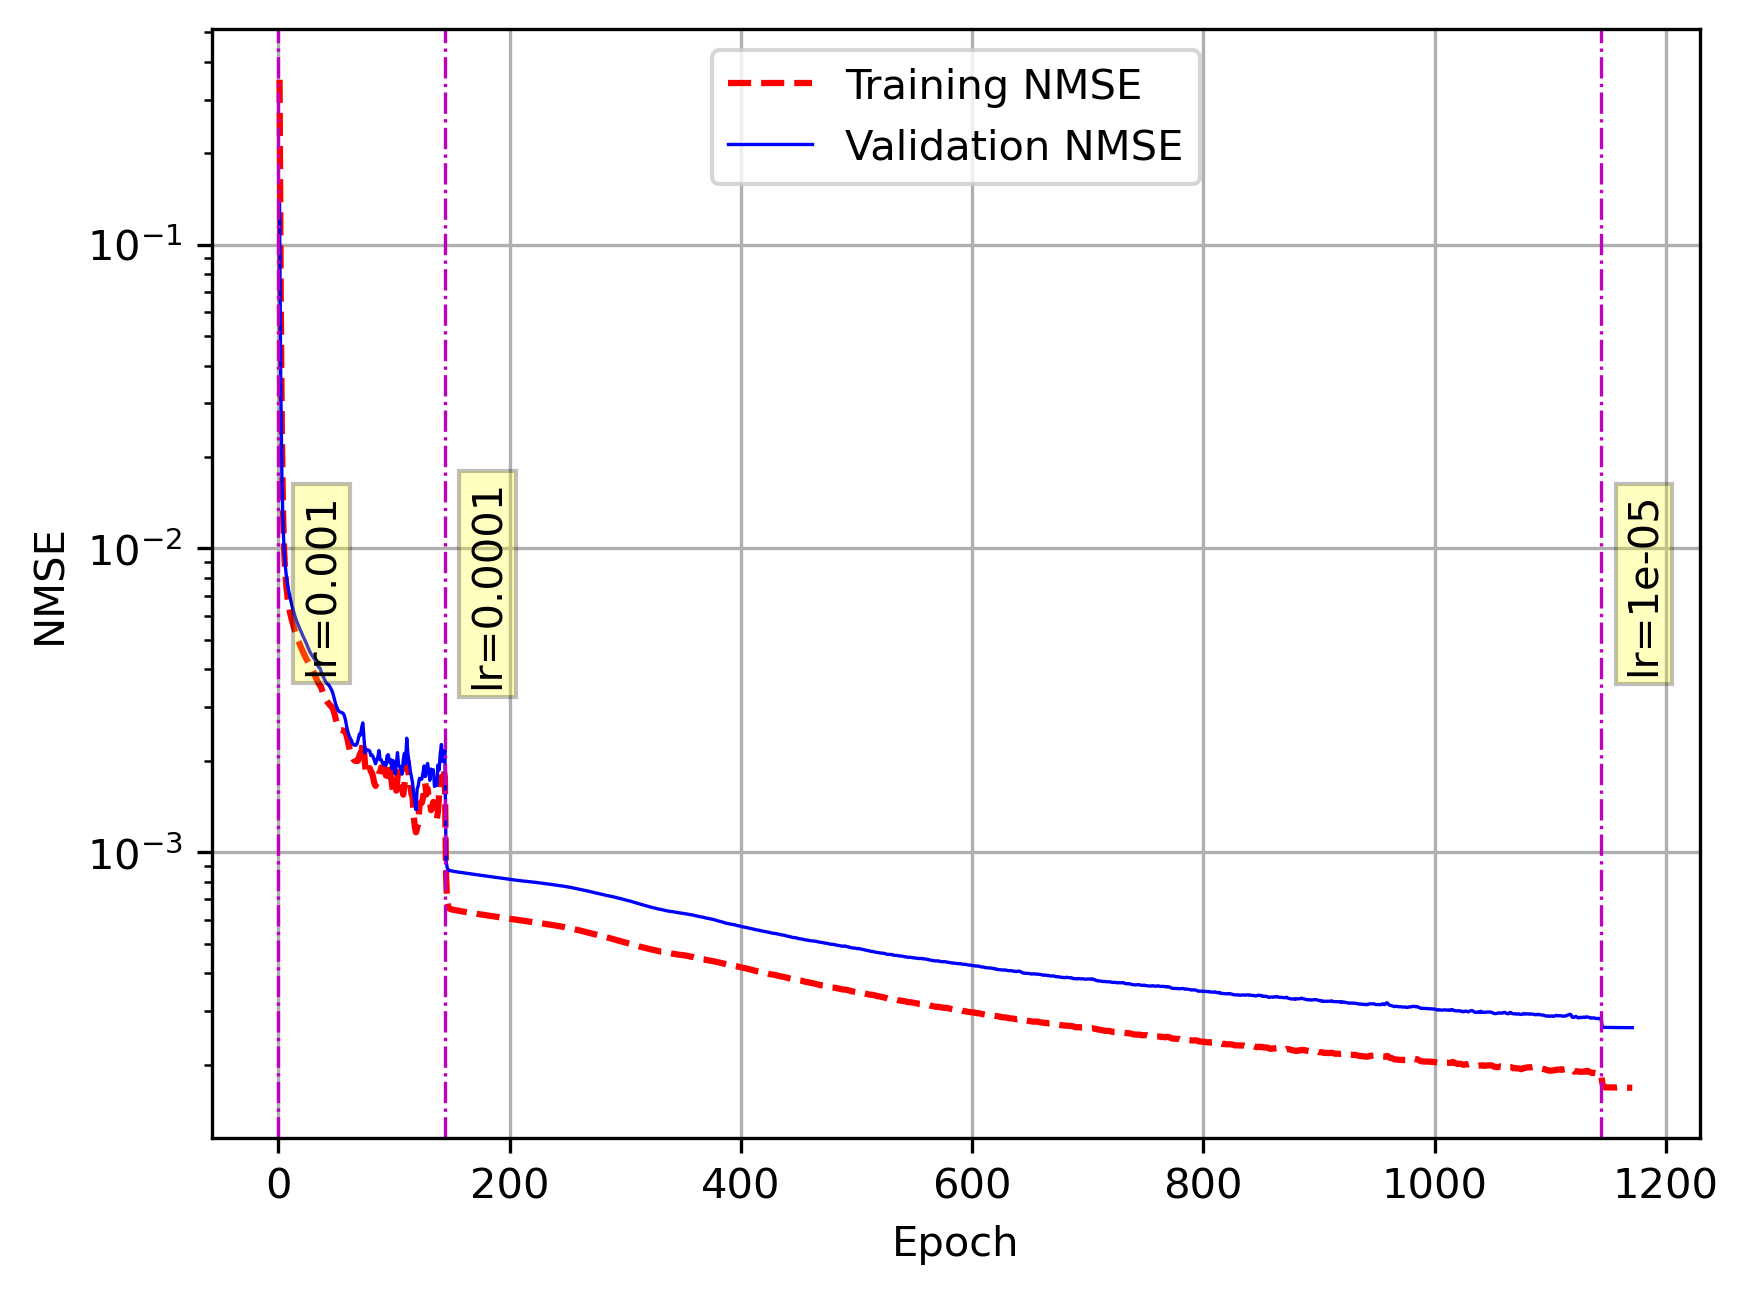 Training NMSE
Validation NMSE
10⁻¹
10⁻²
10⁻³
NMSE
lr=0.001
lr=0.0001
lr=1e-05
0 200 400 600 800 1000 1200
Epoch